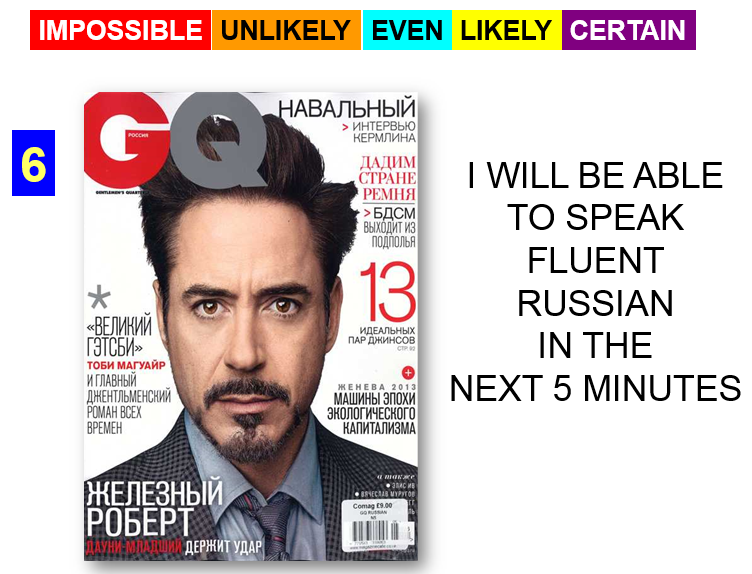 IMPOSSIBLE UNLIKELY EVEN LIKELY CERTAIN
6
GQ
РОССИЯ
НАВАЛЬНЫЙ
> ИНТЕРВЬЮ
КЕРМЛИНА
ДАДИМ
СТРАНЕ
РЕМНЯ
> БДСМ
ВЫХОДИТ ИЗ
ПОДПОЛЬЯ
13
ИДЕАЛЬНЫХ
ПАР ДЖИНСОВ
*
«ВЕЛИКИЙ
ГЭТСБИ»
ТОБИ МАГУАЙР
И ГЛАВНЫЙ
ДЖЕНТЛЬМЕНСКИЙ
РОМАН ВСЕХ
ВРЕМЕН
+
ЖЕНЕВА 2013
МАШИНЫ ЭПОХИ
ЭКОЛОГИЧЕСКОГО
КАПИТАЛИЗМА
а также
ЖЕЛЕЗНЫЙ
РОБЕРТ
ДАУНИ-МЛАДШИЙ ДЕРЖИТ УДАР
Comag £9.00
GQ RUSSIAN
I WILL BE ABLE
TO SPEAK
FLUENT
RUSSIAN
IN THE
NEXT 5 MINUTES